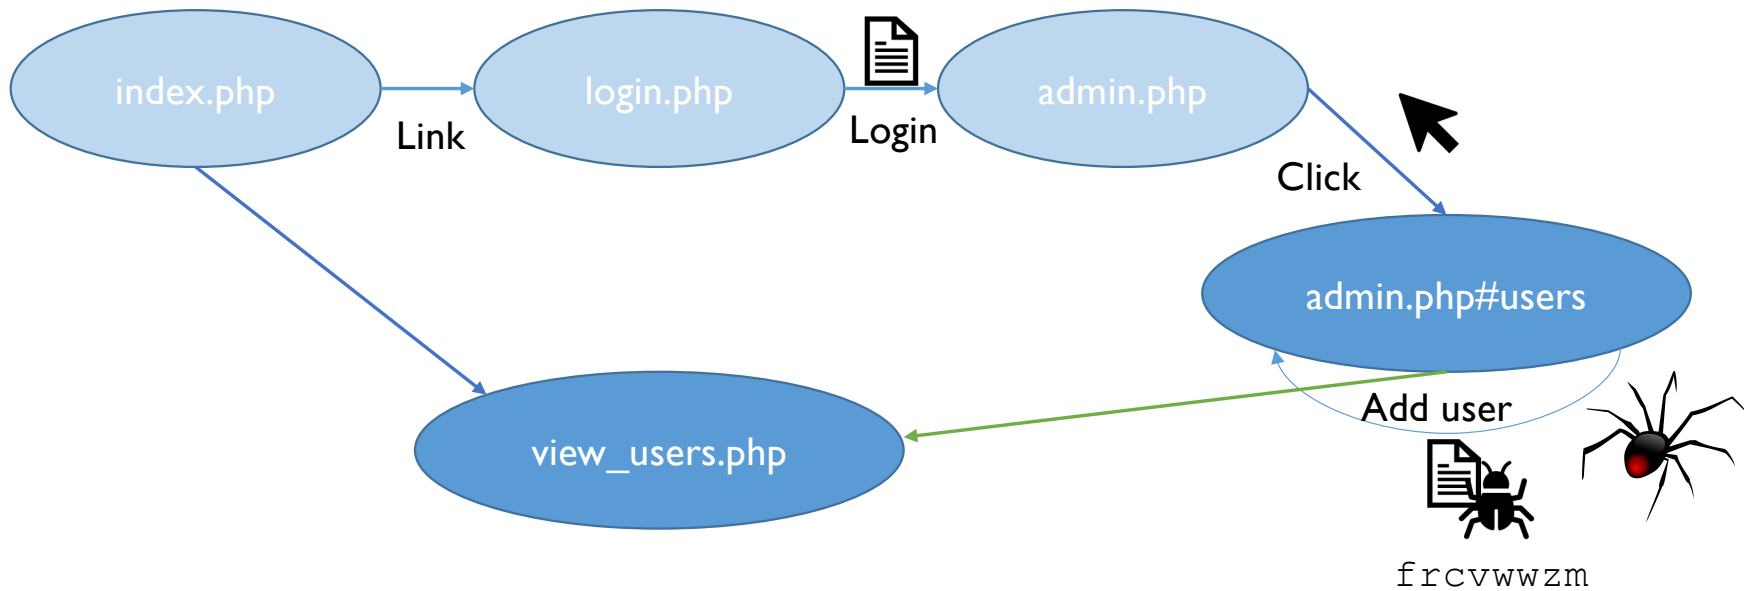 index.php
login.php
admin.php
Link
Login
Click
admin.php#users
Add user
view_users.php
frcvwwzm